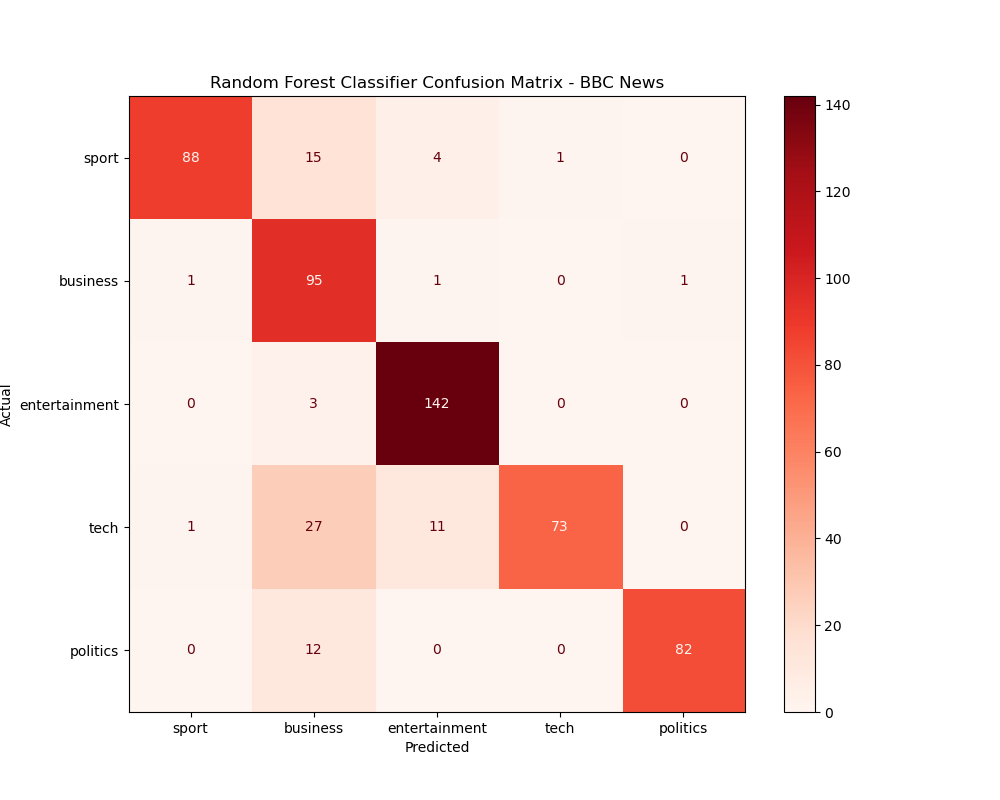 Random Forest Classifier Confusion Matrix - BBC News
sport 88 15 4 1 0
business 1 95 1 0 1
entertainment 0 3 142 0 0
tech 1 27 11 73 0
politics 0 12 0 0 82
sport business entertainment tech politics
Predicted
Actual
140
120
100
80
60
40
20
0